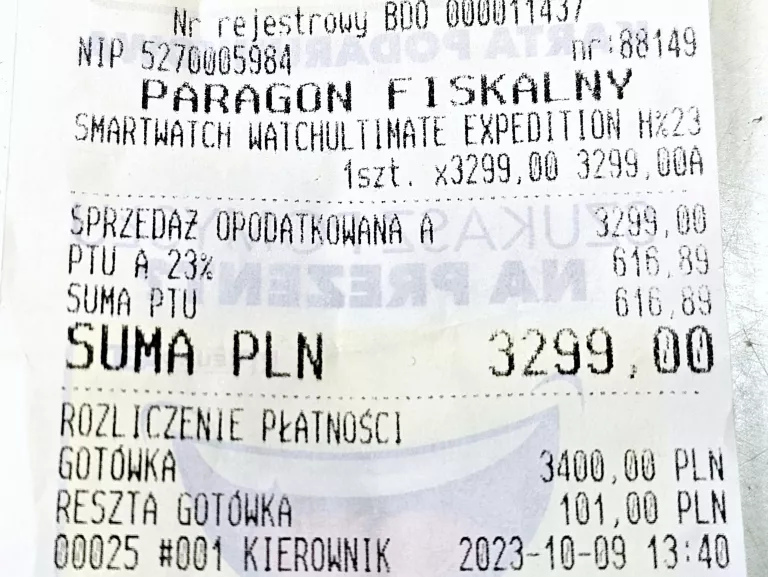 Nr rejestrowy BDO 000011437
NIP 5270005984 nr:88149
PARAGON FISKALNY
SMARTWATCH WATCHULTIMATE EXPEDITION H%23
1szt. x3299,00 3299,00A
SPRZEDAŻ OPODATKOWANA A 3299,00
PTU A 23% 616,89
SUMA PTU 616,89
SUMA PLN 3299,00
ROZLICZENIE PŁATNOŚCI
GOTÓWKA 3400,00 PLN
RESZTA GOTÓWKA 101,00 PLN
00025 #001 KIEROWNIK 2023-10-09 13:40